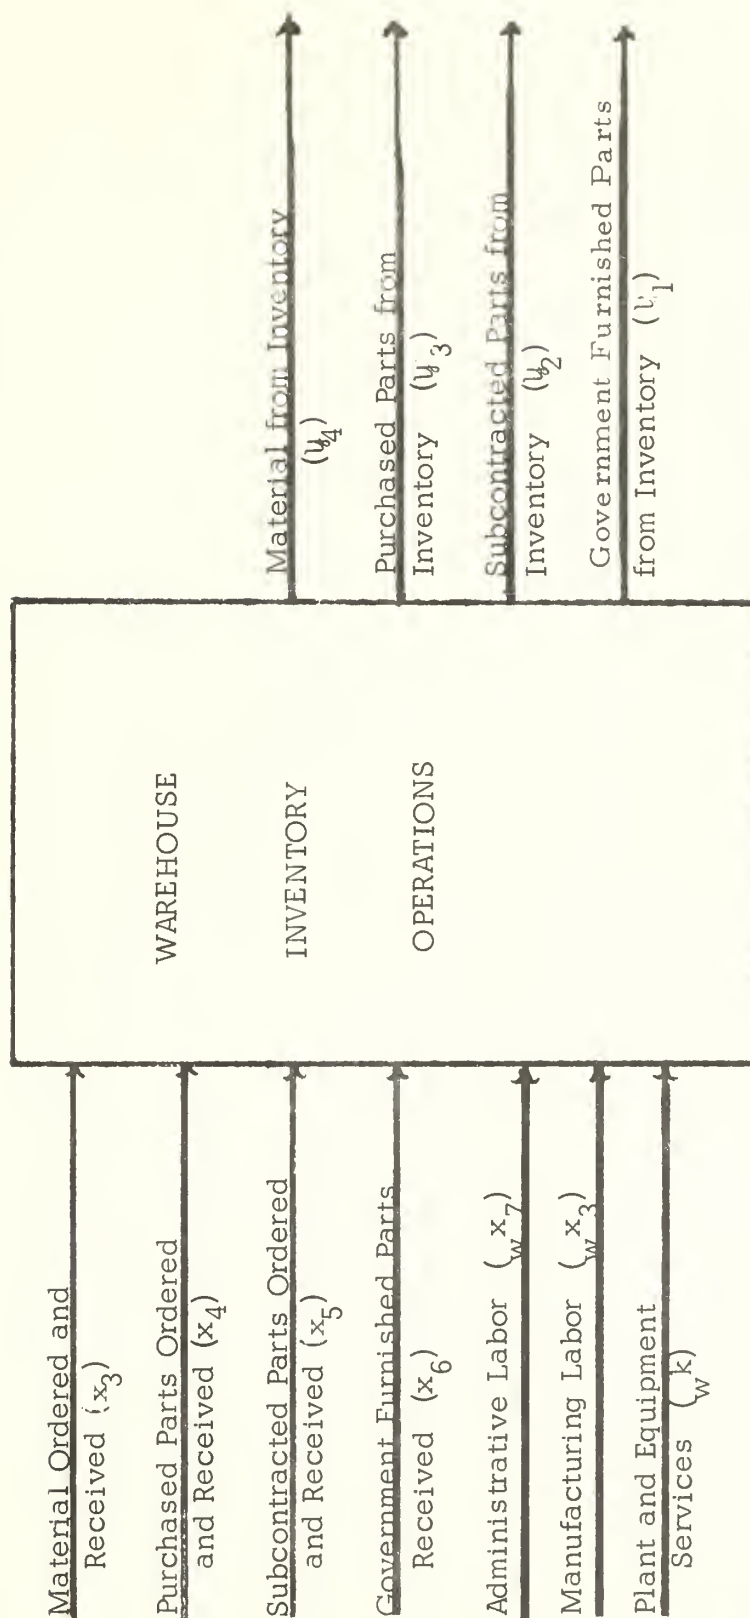 Material Ordered and
Received (x3)
Purchased Parts Ordered
and Received (x4)
Subcontracted Parts Ordered
and Received (x5)
Government Furnished Parts
Received (x6)
Administrative Labor (wx7)
Manufacturing Labor (wx3)
Plant and Equipment
Services (wk)
WAREHOUSE
INVENTORY
OPERATIONS
Material from Inventory
(y4)
Purchased Parts from
Inventory (y3)
Subcontracted Parts from
Inventory (y2)
Government Furnished Parts
from Inventory (y1)